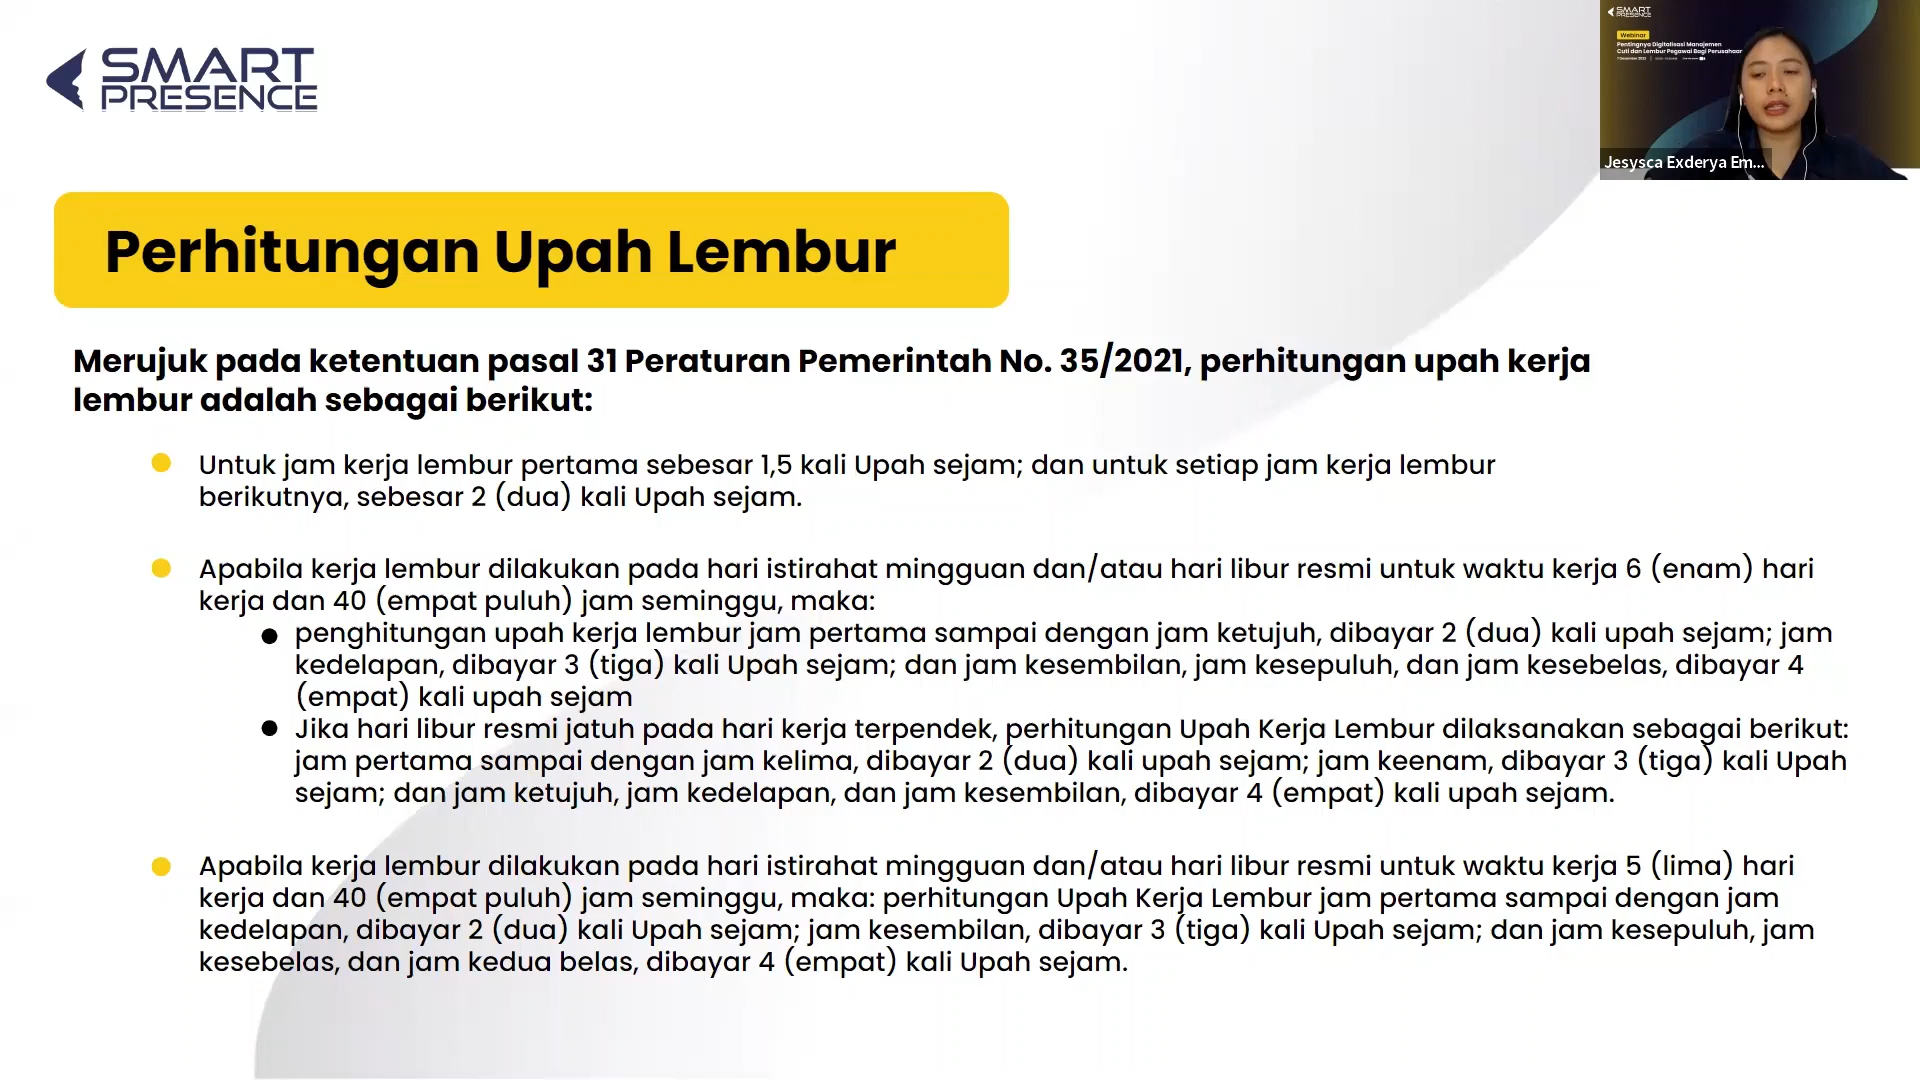 SMART
PRESENCE
SMART
PRESENCE
Webinar
Pentingnya Digitalisasi Manajemen
Cuti dan Lembur Pegawai Bagi Perusahaan
Jesysca Exderya Em...
Perhitungan Upah Lembur
Merujuk pada ketentuan pasal 31 Peraturan Pemerintah No. 35/2021, perhitungan upah kerja
lembur adalah sebagai berikut:
Untuk jam kerja lembur pertama sebesar 1,5 kali Upah sejam; dan untuk setiap jam kerja lembur
berikutnya, sebesar 2 (dua) kali Upah sejam.
Apabila kerja lembur dilakukan pada hari istirahat mingguan dan/atau hari libur resmi untuk waktu kerja 6 (enam) hari
kerja dan 40 (empat puluh) jam seminggu, maka:
penghitungan upah kerja lembur jam pertama sampai dengan jam ketujuh, dibayar 2 (dua) kali upah sejam; jam
kedelapan, dibayar 3 (tiga) kali Upah sejam; dan jam kesembilan, jam kesepuluh, dan jam kesebelas, dibayar 4
(empat) kali upah sejam
Jika hari libur resmi jatuh pada hari kerja terpendek, perhitungan Upah Kerja Lembur dilaksanakan sebagai berikut:
jam pertama sampai dengan jam kelima, dibayar 2 (dua) kali upah sejam; jam keenam, dibayar 3 (tiga) kali Upah
sejam; dan jam ketujuh, jam kedelapan, dan jam kesembilan, dibayar 4 (empat) kali upah sejam.
Apabila kerja lembur dilakukan pada hari istirahat mingguan dan/atau hari libur resmi untuk waktu kerja 5 (lima) hari
kerja dan 40 (empat puluh) jam seminggu, maka: perhitungan Upah Kerja Lembur jam pertama sampai dengan jam
kedelapan, dibayar 2 (dua) kali Upah sejam; jam kesembilan, dibayar 3 (tiga) kali Upah sejam; dan jam kesepuluh, jam
kesebelas, dan jam kedua belas, dibayar 4 (empat) kali Upah sejam.